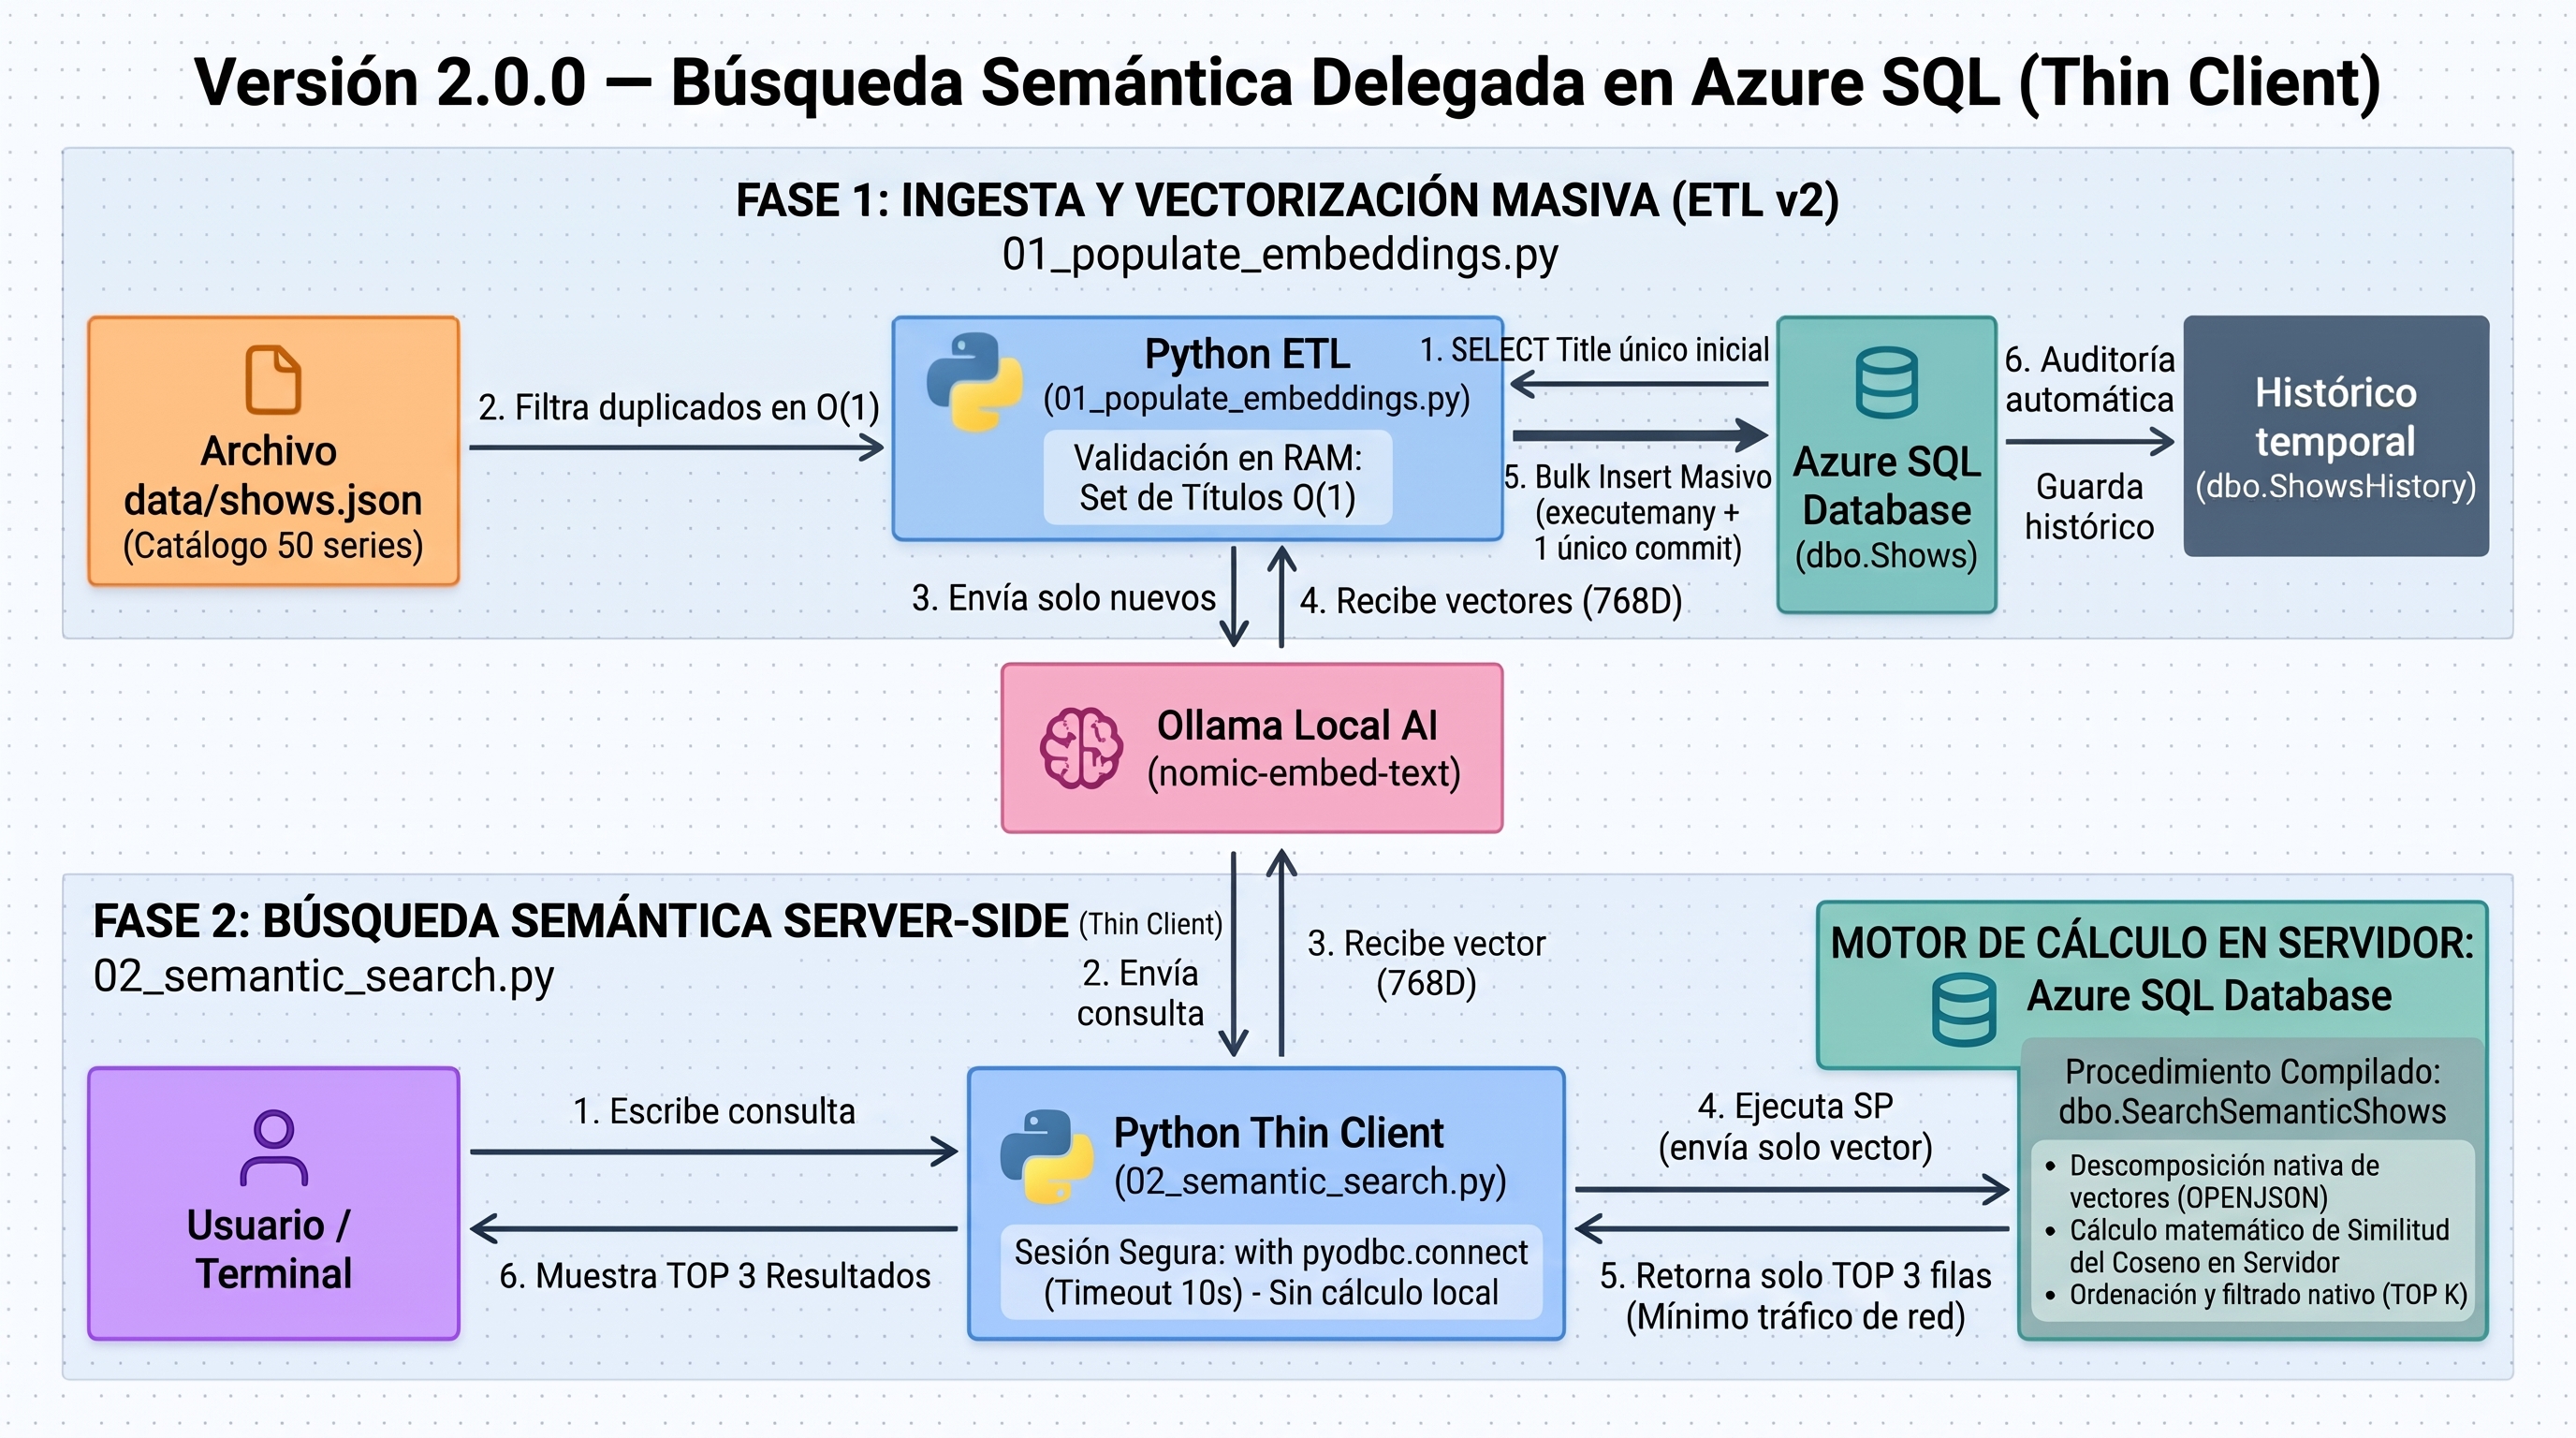 Versión 2.0.0 — Búsqueda Semántica Delegada en Azure SQL (Thin Client)
FASE 1: INGESTA Y VECTORIZACIÓN MASIVA (ETL v2)
01_populate_embeddings.py
Archivo
data/shows.json
(Catálogo 50 series)
2. Filtra duplicados en O(1)
Python ETL
(01_populate_embeddings.py)
Validación en RAM:
Set de Títulos O(1)
1. SELECT Title único inicial
5. Bulk Insert Masivo
(executemany +
1 único commit)
Azure SQL
Database
(dbo.Shows)
6. Auditoría
automática
Guarda
histórico
Histórico
temporal
(dbo.ShowsHistory)
3. Envía solo nuevos
4. Recibe vectores (768D)
Ollama Local AI
(nomic-embed-text)
FASE 2: BÚSQUEDA SEMÁNTICA SERVER-SIDE (Thin Client)
02_semantic_search.py
2. Envía
consulta
3. Recibe vector
(768D)
Usuario /
Terminal
1. Escribe consulta
6. Muestra TOP 3 Resultados
Python Thin Client
(02_semantic_search.py)
Sesión Segura: with pyodbc.connect
(Timeout 10s) - Sin cálculo local
4. Ejecuta SP
(envía solo vector)
5. Retorna solo TOP 3 filas
(Mínimo tráfico de red)
MOTOR DE CÁLCULO EN SERVIDOR:
Azure SQL Database
Procedimiento Compilado:
dbo.SearchSemanticShows
• Descomposición nativa de
vectores (OPENJSON)
• Cálculo matemático de Similitud
del Coseno en Servidor
• Ordenación y filtrado nativo (TOP K)